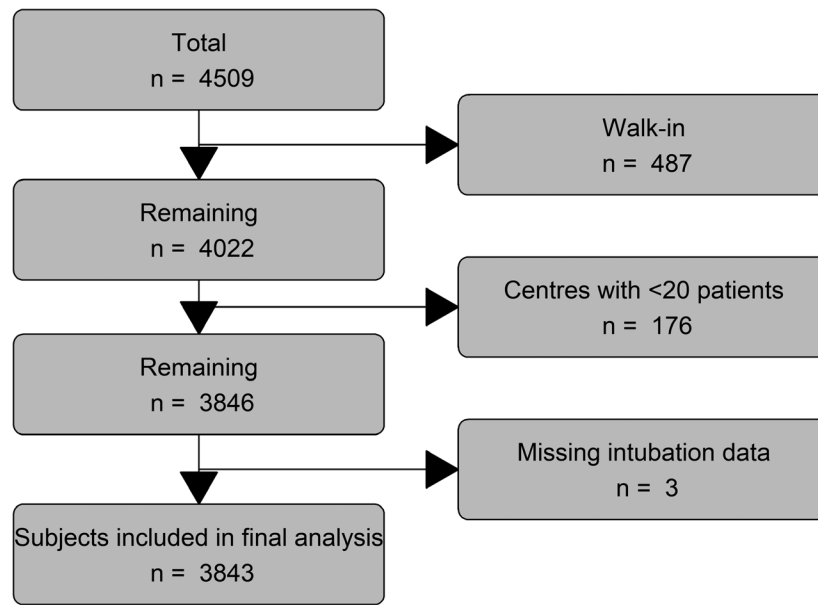 Total
n = 4509
Walk-in
n = 487
Remaining
n = 4022
Centres with <20 patients
n = 176
Remaining
n = 3846
Missing intubation data
n = 3
Subjects included in final analysis
n = 3843